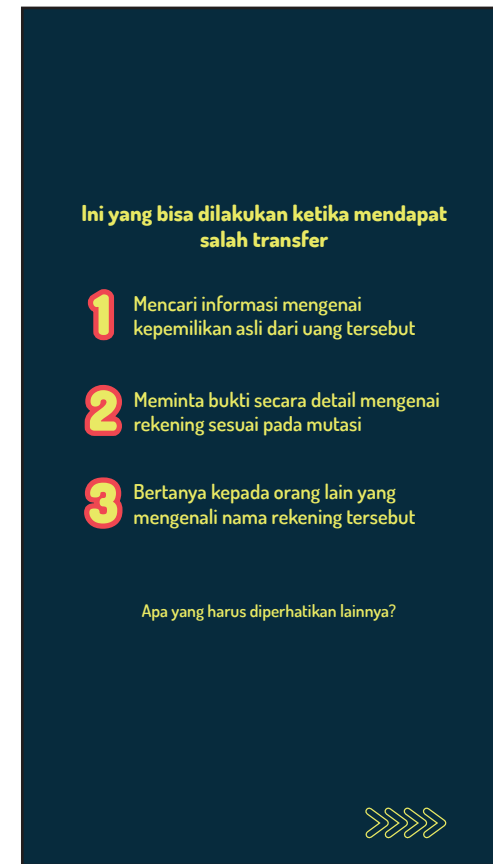 Ini yang bisa dilakukan ketika mendapat
salah transfer
1
Mencari informasi mengenai
kepemilikan asli dari uang tersebut
2
Meminta bukti secara detail mengenai
rekening sesuai pada mutasi
3
Bertanya kepada orang lain yang
mengenali nama rekening tersebut
Apa yang harus diperhatikan lainnya?